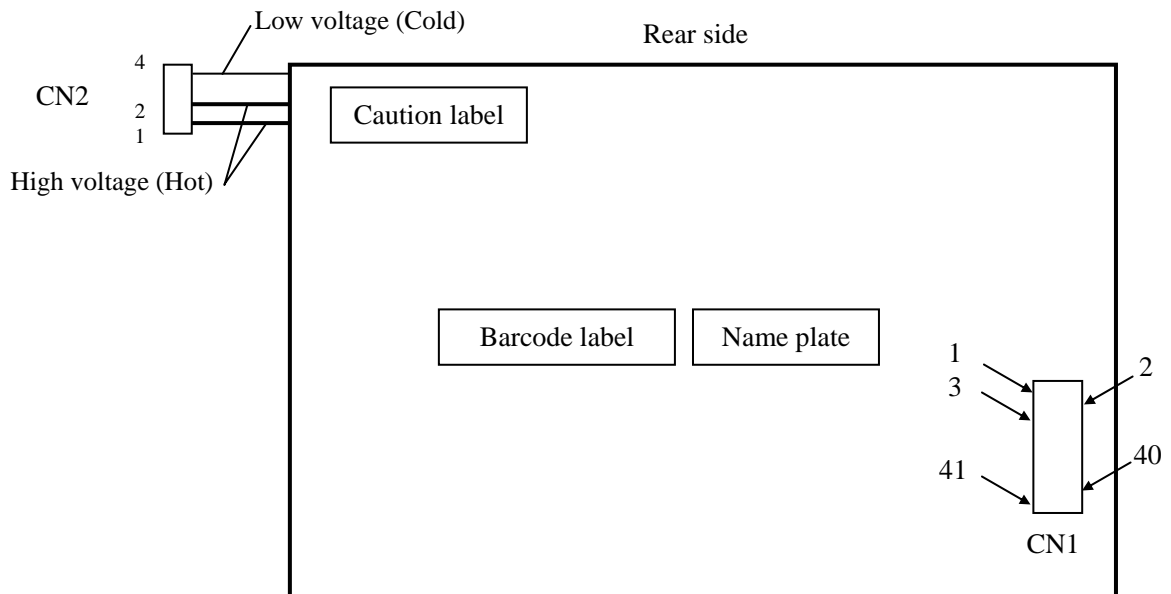 Low voltage (Cold)
Rear side
4
CN2
2
1
Caution label
High voltage (Hot)
Barcode label
Name plate
1
2
3
41
40
CN1